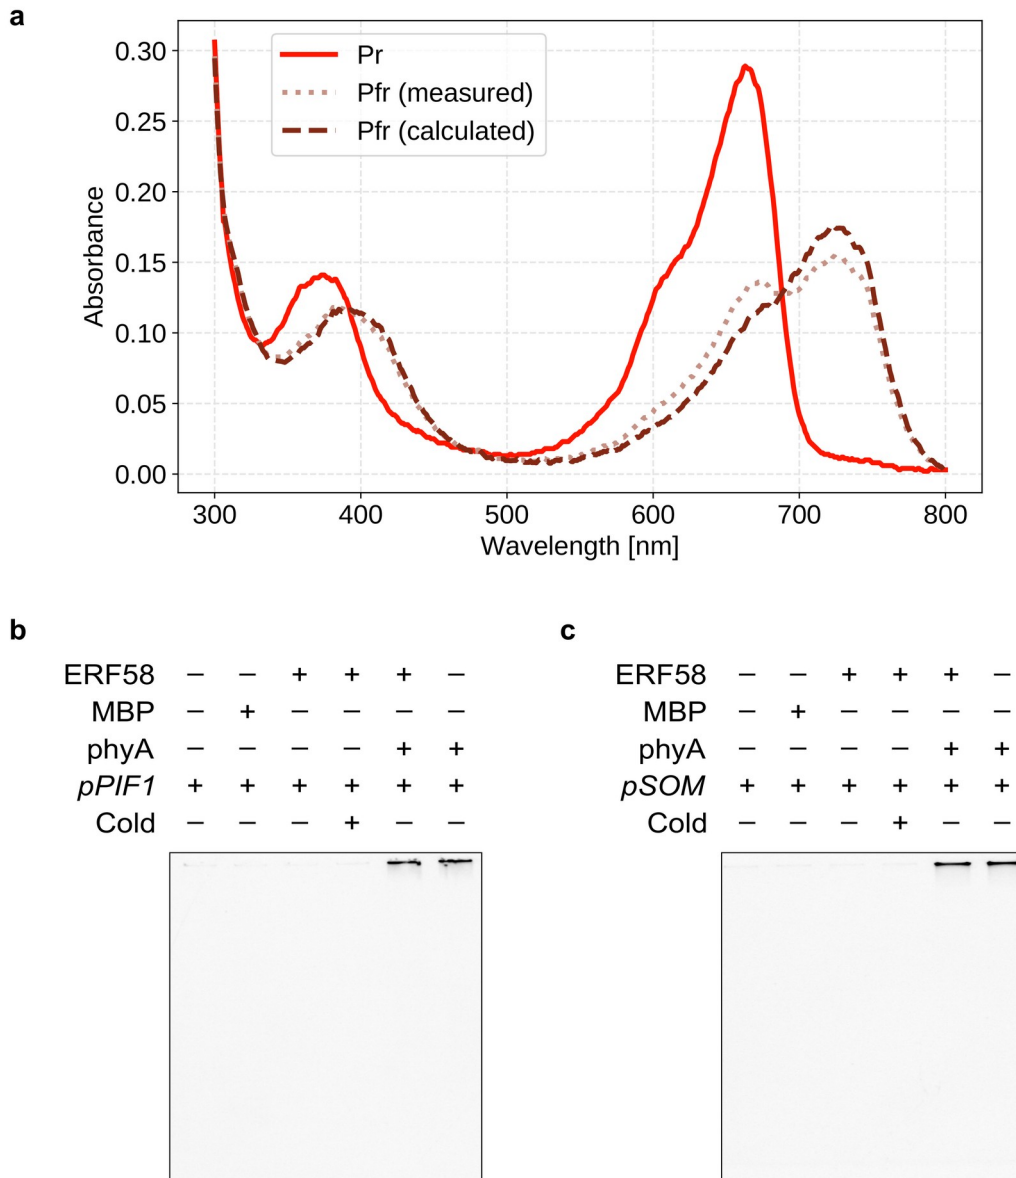 a
Pr
Pfr (measured)
Pfr (calculated)
0.30
0.25
0.20
0.15
0.10
0.05
0.00
Absorbance
300 400 500 600 700 800
Wavelength [nm]
b
ERF58 − − + + + −
MBP − + − − − −
phyA − − − − + +
pPIF1 + + + + + +
Cold − − − + − −
c
ERF58 − − + + + −
MBP − + − − − −
phyA − − − − + +
pSOM + + + + + +
Cold − − − + − −